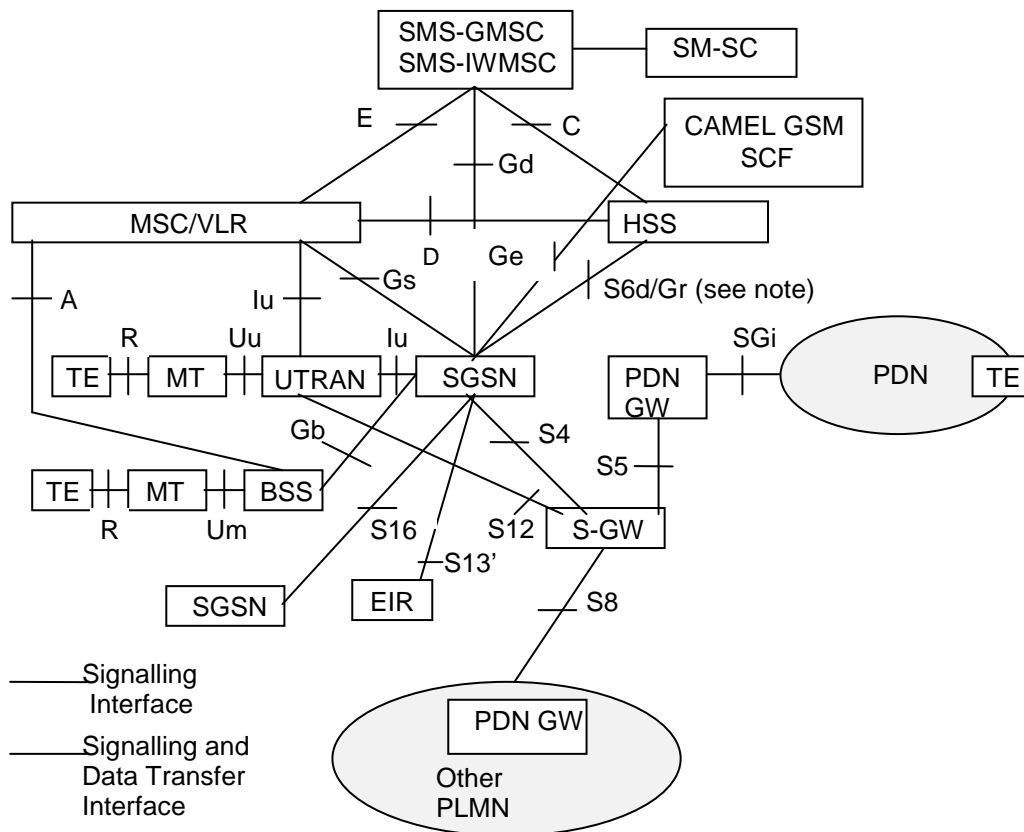 SMS-GMSC
SMS-IWMSC
SM-SC
E
C
CAMEL GSM
SCF
Gd
MSC/VLR
HSS
D
Ge
Gs
S6d/Gr (see note)
A
Iu
SGi
R
Uu
Iu
TE
MT
UTRAN
SGSN
PDN
GW
PDN
TE
Gb
S4
S5
TE
MT
BSS
R
Um
S16
S12
S-GW
S13’
SGSN
EIR
S8
Signalling
Interface
PDN GW
Signalling and
Data Transfer
Interface
Other
PLMN